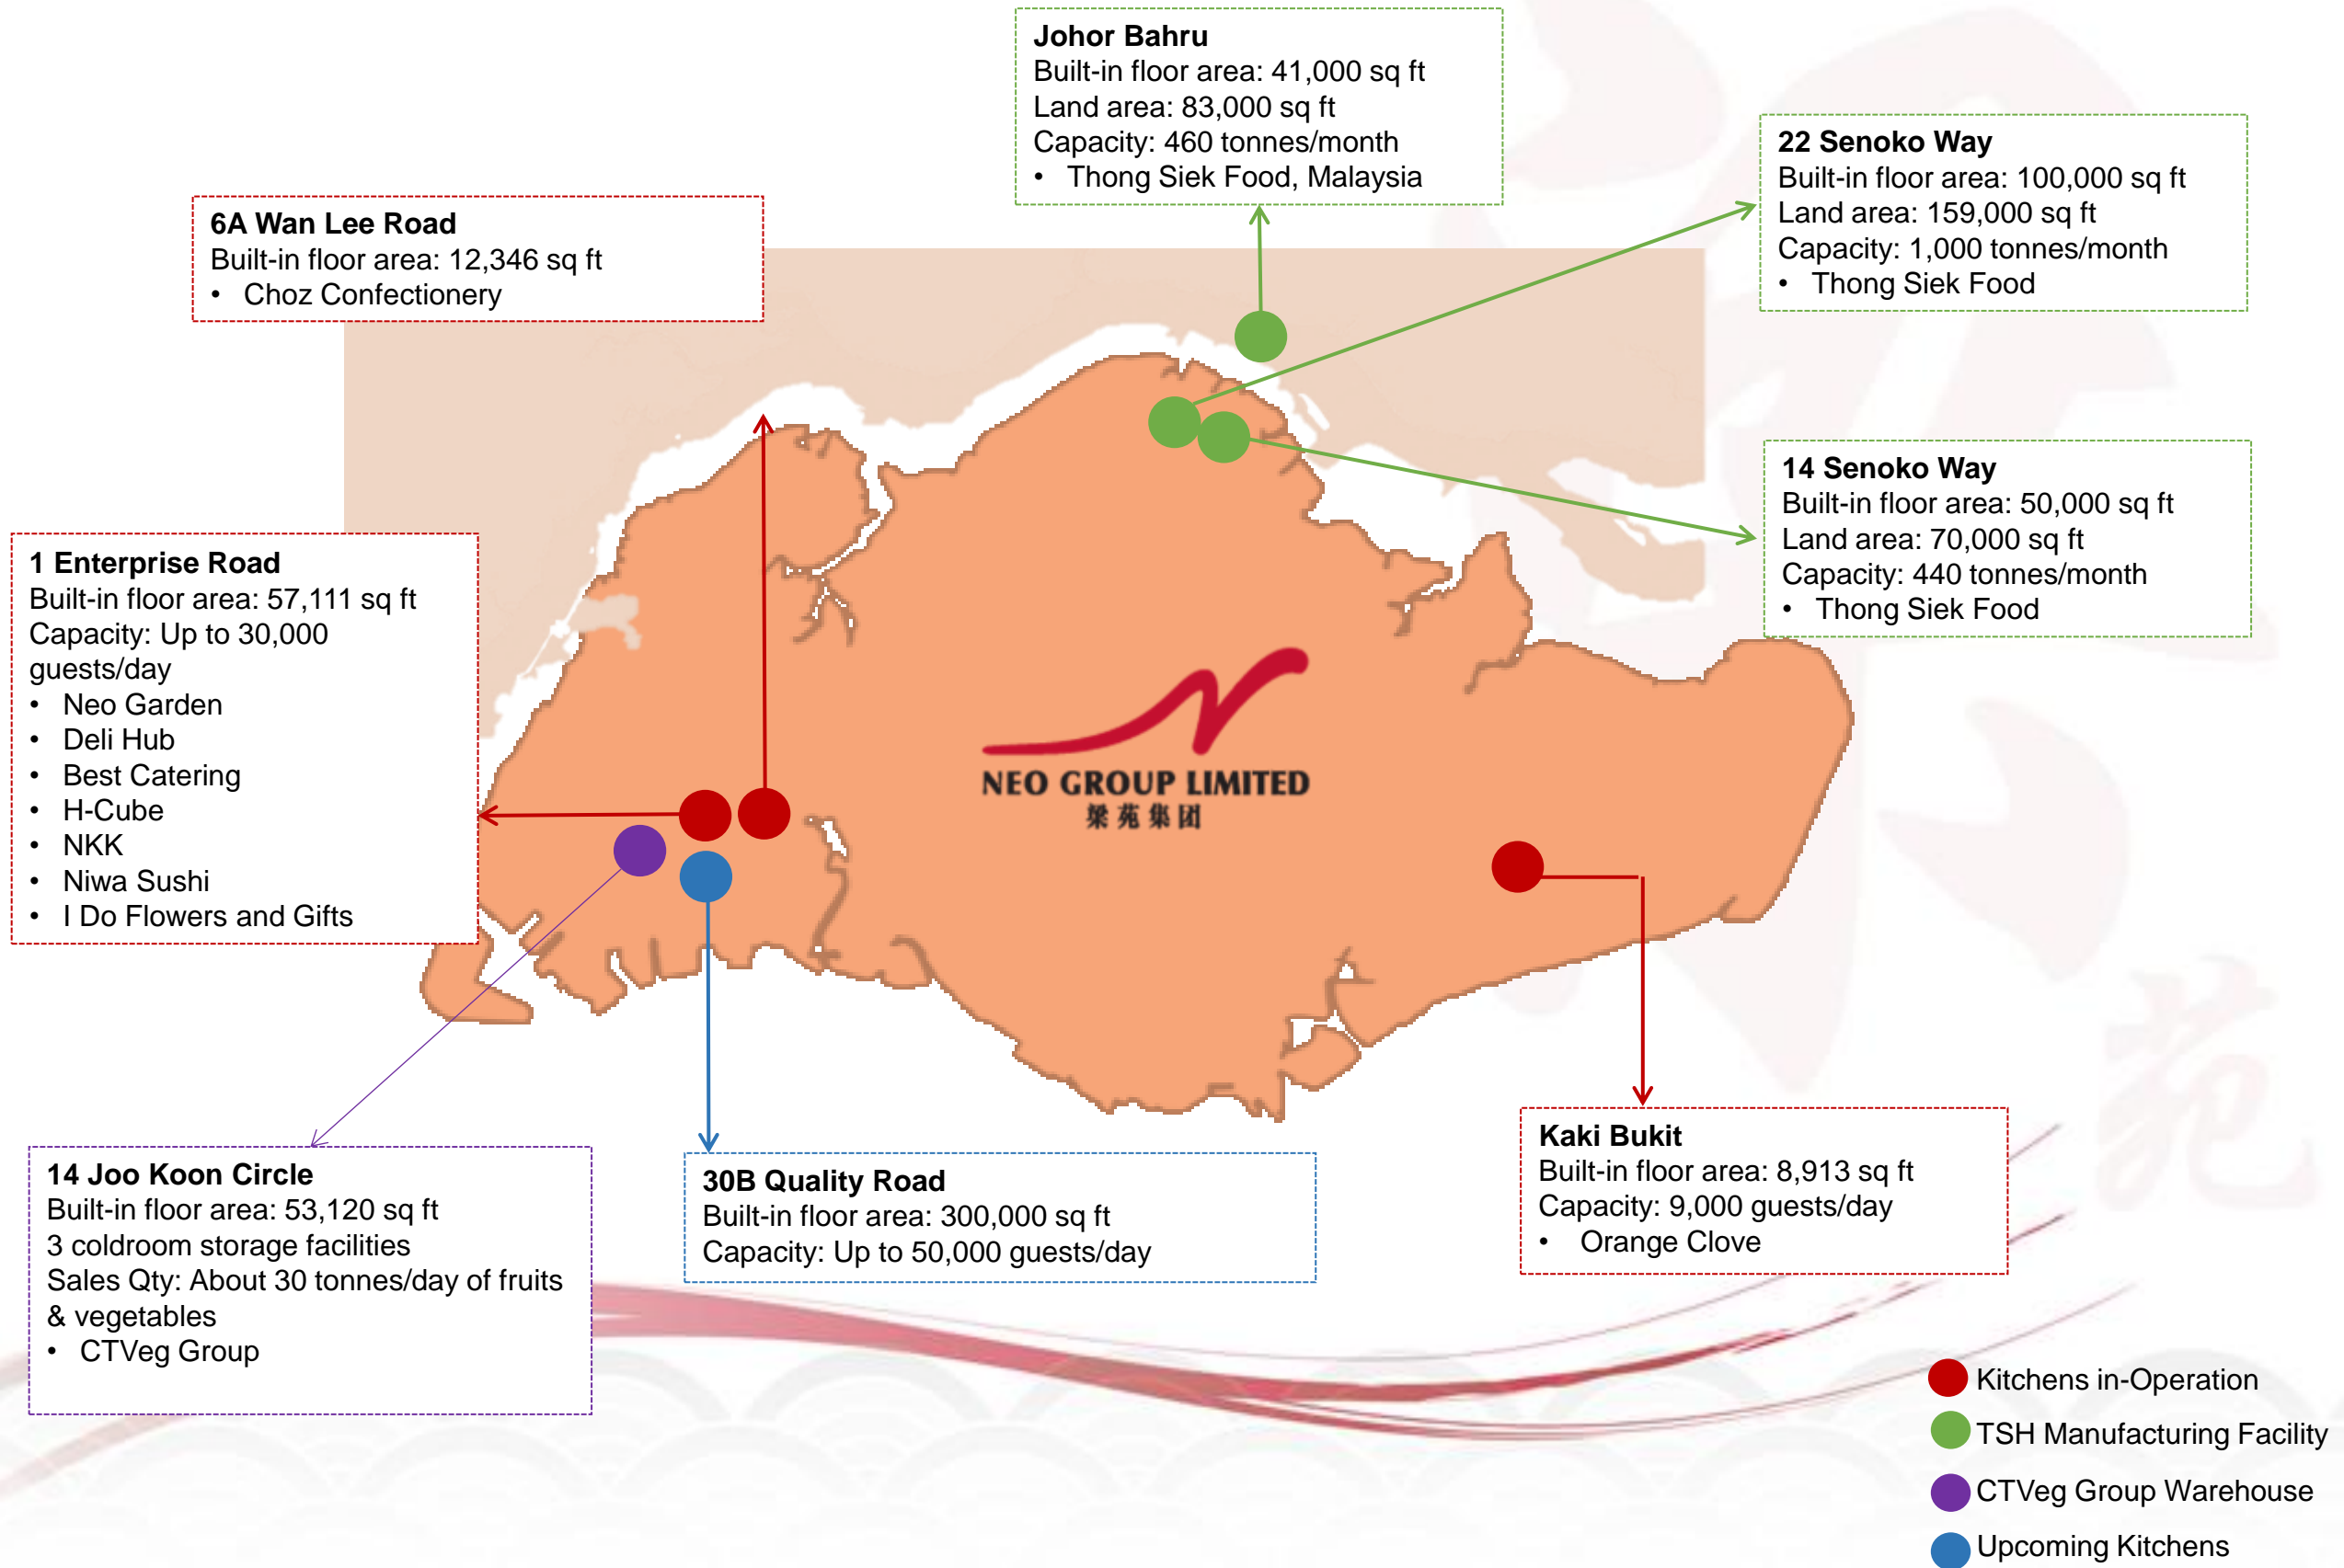 Johor Bahru
Built-in floor area: 41,000 sq ft
Land area: 83,000 sq ft
Capacity: 460 tonnes/month
• Thong Siek Food, Malaysia
22 Senoko Way
Built-in floor area: 100,000 sq ft
Land area: 159,000 sq ft
Capacity: 1,000 tonnes/month
• Thong Siek Food
6A Wan Lee Road
Built-in floor area: 12,346 sq ft
• Choz Confectionery
14 Senoko Way
Built-in floor area: 50,000 sq ft
Land area: 70,000 sq ft
Capacity: 440 tonnes/month
• Thong Siek Food
1 Enterprise Road
Built-in floor area: 57,111 sq ft
Capacity: Up to 30,000
guests/day
• Neo Garden
• Deli Hub
• Best Catering
• H-Cube
• NKK
• Niwa Sushi
• I Do Flowers and Gifts
NEO GROUP LIMITED
梁苑集团
14 Joo Koon Circle
Built-in floor area: 53,120 sq ft
3 coldroom storage facilities
Sales Qty: About 30 tonnes/day of fruits
& vegetables
• CTVeg Group
30B Quality Road
Built-in floor area: 300,000 sq ft
Capacity: Up to 50,000 guests/day
Kaki Bukit
Built-in floor area: 8,913 sq ft
Capacity: 9,000 guests/day
• Orange Clove
Kitchens in-Operation
TSH Manufacturing Facility
CTVeg Group Warehouse
Upcoming Kitchens
苑